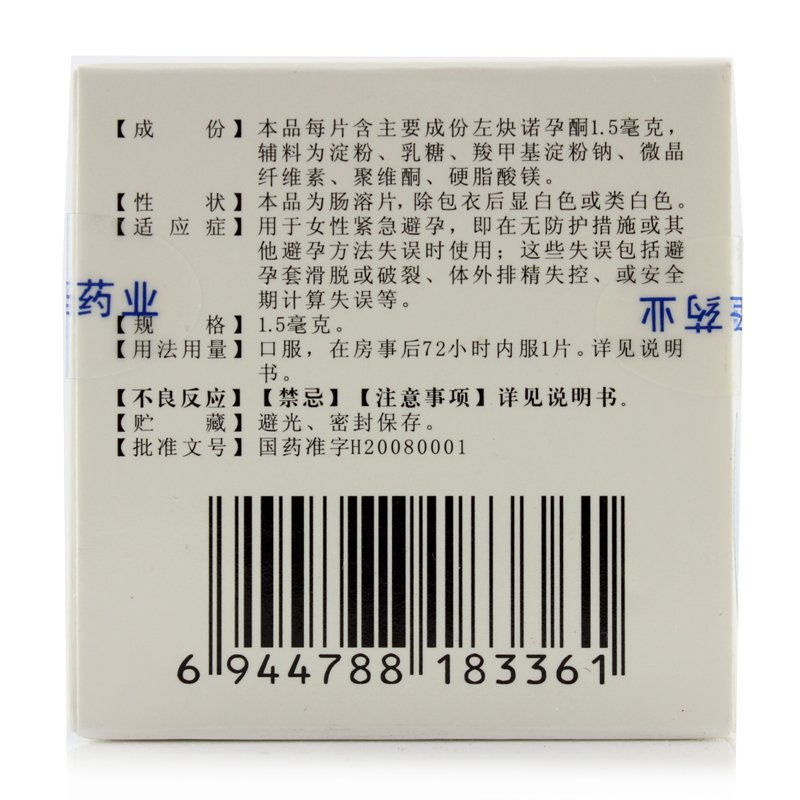 【成　　份】本品每片含主要成份左炔诺孕酮1.5毫克，
辅料为淀粉、乳糖、羧甲基淀粉钠、微晶
纤维素、聚维酮、硬脂酸镁。
【性　　状】本品为肠溶片，除包衣后显白色或类白色。
【适 应 症】用于女性紧急避孕，即在无防护措施或其
他避孕方法失误时使用；这些失误包括避
孕套滑脱或破裂、体外排精失控、或安全
期计算失误等。
药业
药业
【规　　格】1.5毫克。
【用法用量】口服，在房事后72小时内服1片。详见说明
书。
【不良反应】【禁忌】【注意事项】详见说明书。
【贮　　藏】避光、密封保存。
【批准文号】国药准字H20080001
6 944788 183361